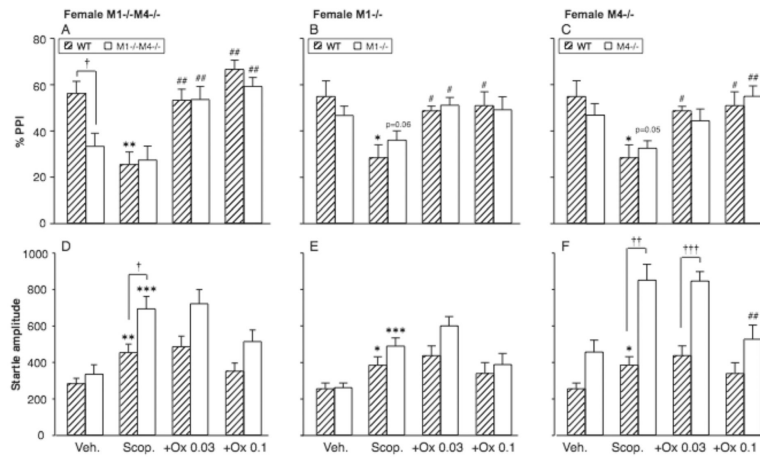 Female M1-/-M4-/-
Female M1-/-
Female M4-/-
A
B
C
WT M1-/-M4-/-
WT M1-/-
WT M4-/-
% PPI
80
60
40
20
0
†
**
##
##
##
##
*
p=0.06
#
#
#
*
p=0.05
#
#
##
D
E
F
Startle amplitude
1000
800
600
400
200
0
†
**
***
*
***
††
†††
*
##
Veh. Scop. +Ox 0.03 +Ox 0.1
Veh. Scop. +Ox 0.03 +Ox 0.1
Veh. Scop. +Ox 0.03 +Ox 0.1